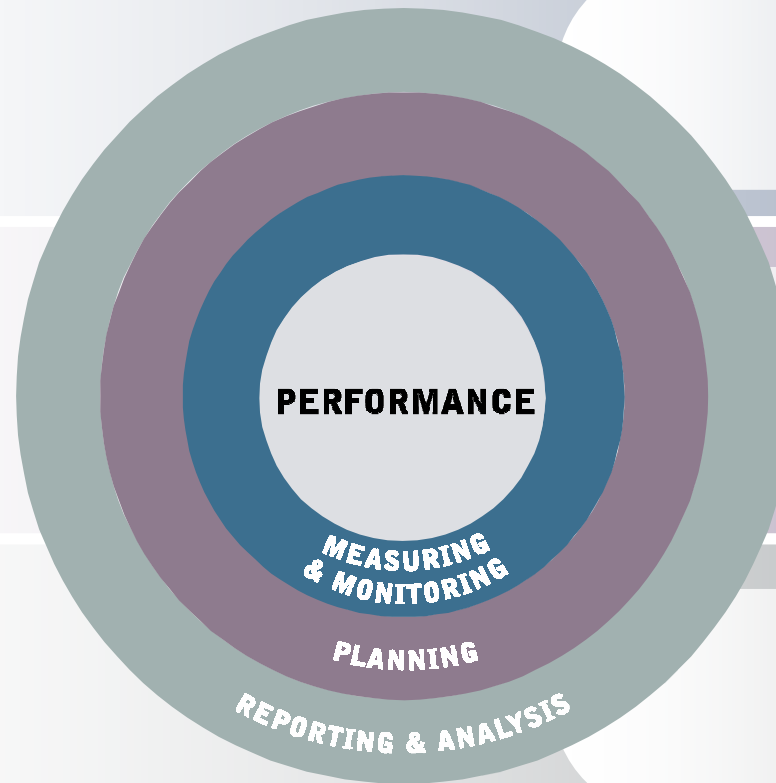 PERFORMANCE
MEASURING
& MONITORING
PLANNING
REPORTING & ANALYSIS